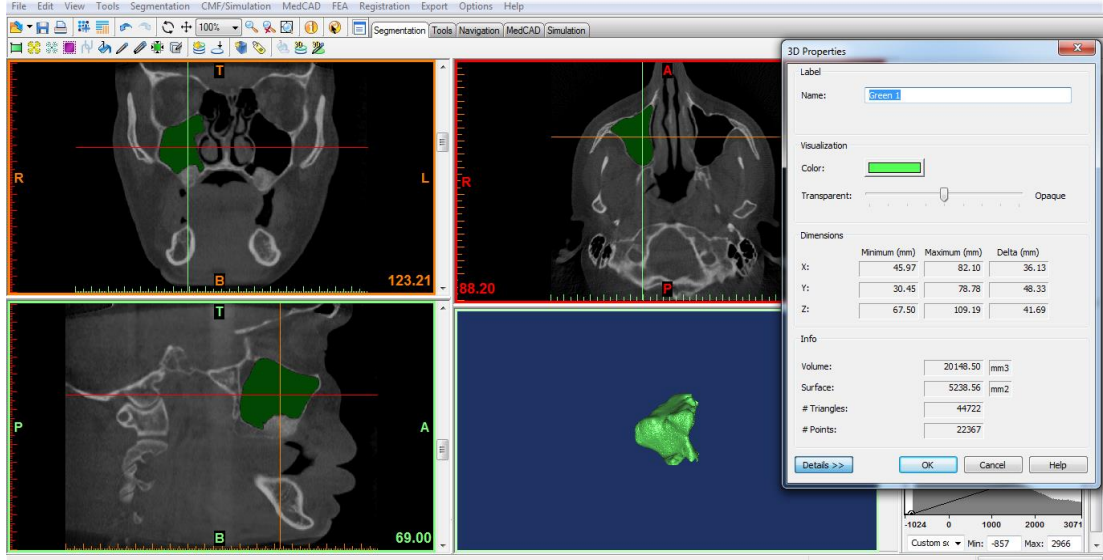 File Edit View Tools Segmentation CMF/Simulation MedCAD FEA Registration Export Options Help
100%
Segmentation Tools Navigation MedCAD Simulation
T
R
L
B
123.21
A
R
P
88.20
T
P
A
B
69.00
3D Properties
Label
Name: Green 1
Visualization
Color:
Transparent: Opaque
Dimensions
Minimum (mm) Maximum (mm) Delta (mm)
X: 45.97 82.10 36.13
Y: 30.45 78.78 48.33
Z: 67.50 109.19 41.69
Info
Volume: 20148.50 mm3
Surface: 5238.56 mm2
# Triangles: 44722
# Points: 22367
Details >> OK Cancel Help
-1024 0 1000 2000 3071
Custom sc Min: -857 Max: 2966